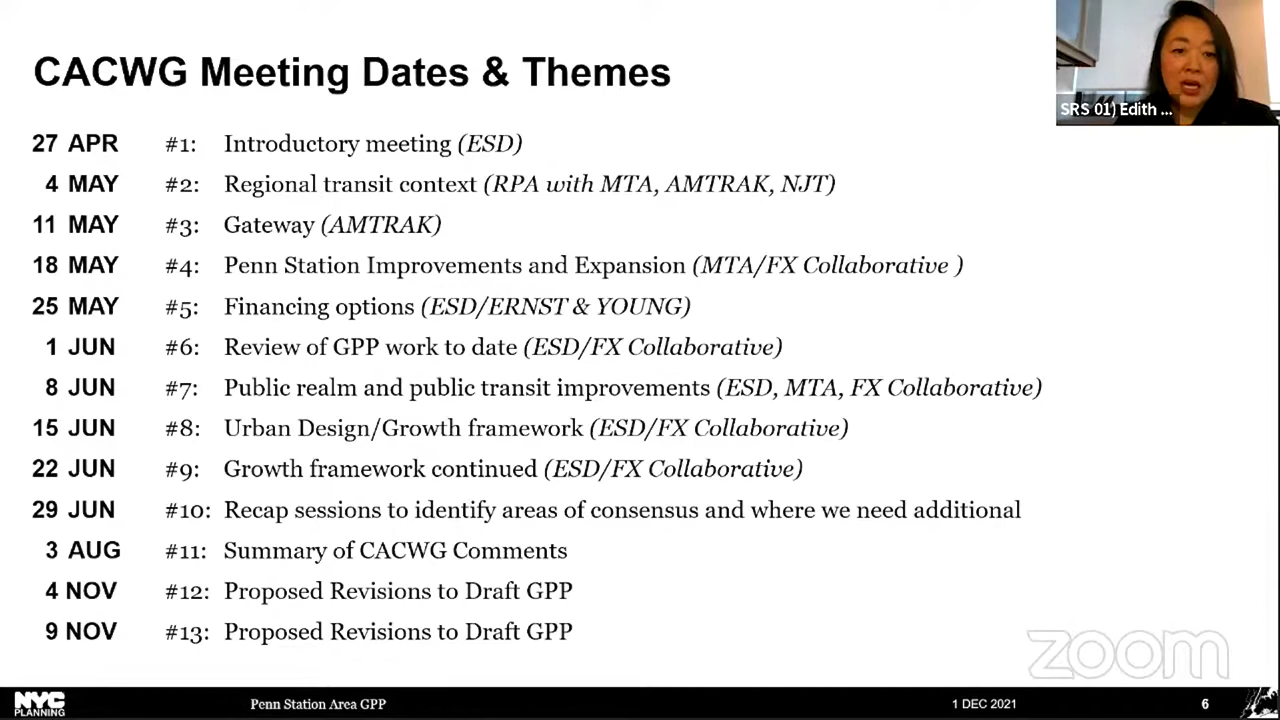 CACWG Meeting Dates & Themes
SRS 01) Edith ...
27 APR #1: Introductory meeting (ESD)
4 MAY #2: Regional transit context (RPA with MTA, AMTRAK, NJT)
11 MAY #3: Gateway (AMTRAK)
18 MAY #4: Penn Station Improvements and Expansion (MTA/FX Collaborative )
25 MAY #5: Financing options (ESD/ERNST & YOUNG)
1 JUN #6: Review of GPP work to date (ESD/FX Collaborative)
8 JUN #7: Public realm and public transit improvements (ESD, MTA, FX Collaborative)
15 JUN #8: Urban Design/Growth framework (ESD/FX Collaborative)
22 JUN #9: Growth framework continued (ESD/FX Collaborative)
29 JUN #10: Recap sessions to identify areas of consensus and where we need additional
3 AUG #11: Summary of CACWG Comments
4 NOV #12: Proposed Revisions to Draft GPP
9 NOV #13: Proposed Revisions to Draft GPP
zoom
NYC
PLANNING
Penn Station Area GPP
1 DEC 2021
6